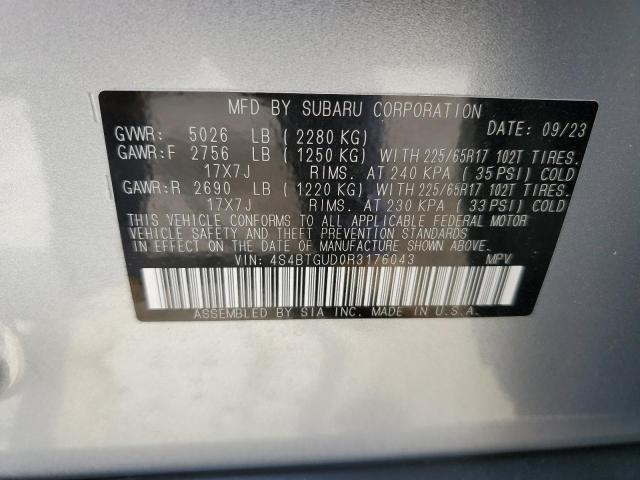 MFD BY SUBARU CORPORATION
DATE: 09/23
GVWR: 5026 LB (2280 KG)
GAWR:F 2756 LB (1250 KG) WITH 225/65R17 102T TIRES.
17X7J RIMS. AT 240 KPA (35 PSI) COLD
GAWR:R 2690 LB (1220 KG) WITH 225/65R17 102T TIRES.
17X7J RIMS. AT 230 KPA (33 PSI) COLD
THIS VEHICLE CONFORMS TO ALL APPLICABLE FEDERAL MOTOR
VEHICLE SAFETY AND THEFT PREVENTION STANDARDS
IN EFFECT ON THE DATE OF MANUFACTURE SHOWN ABOVE.
VIN: 4S4BTGUD0R3176043 MPV
ASSEMBLED BY SIA INC. MADE IN U.S.A.